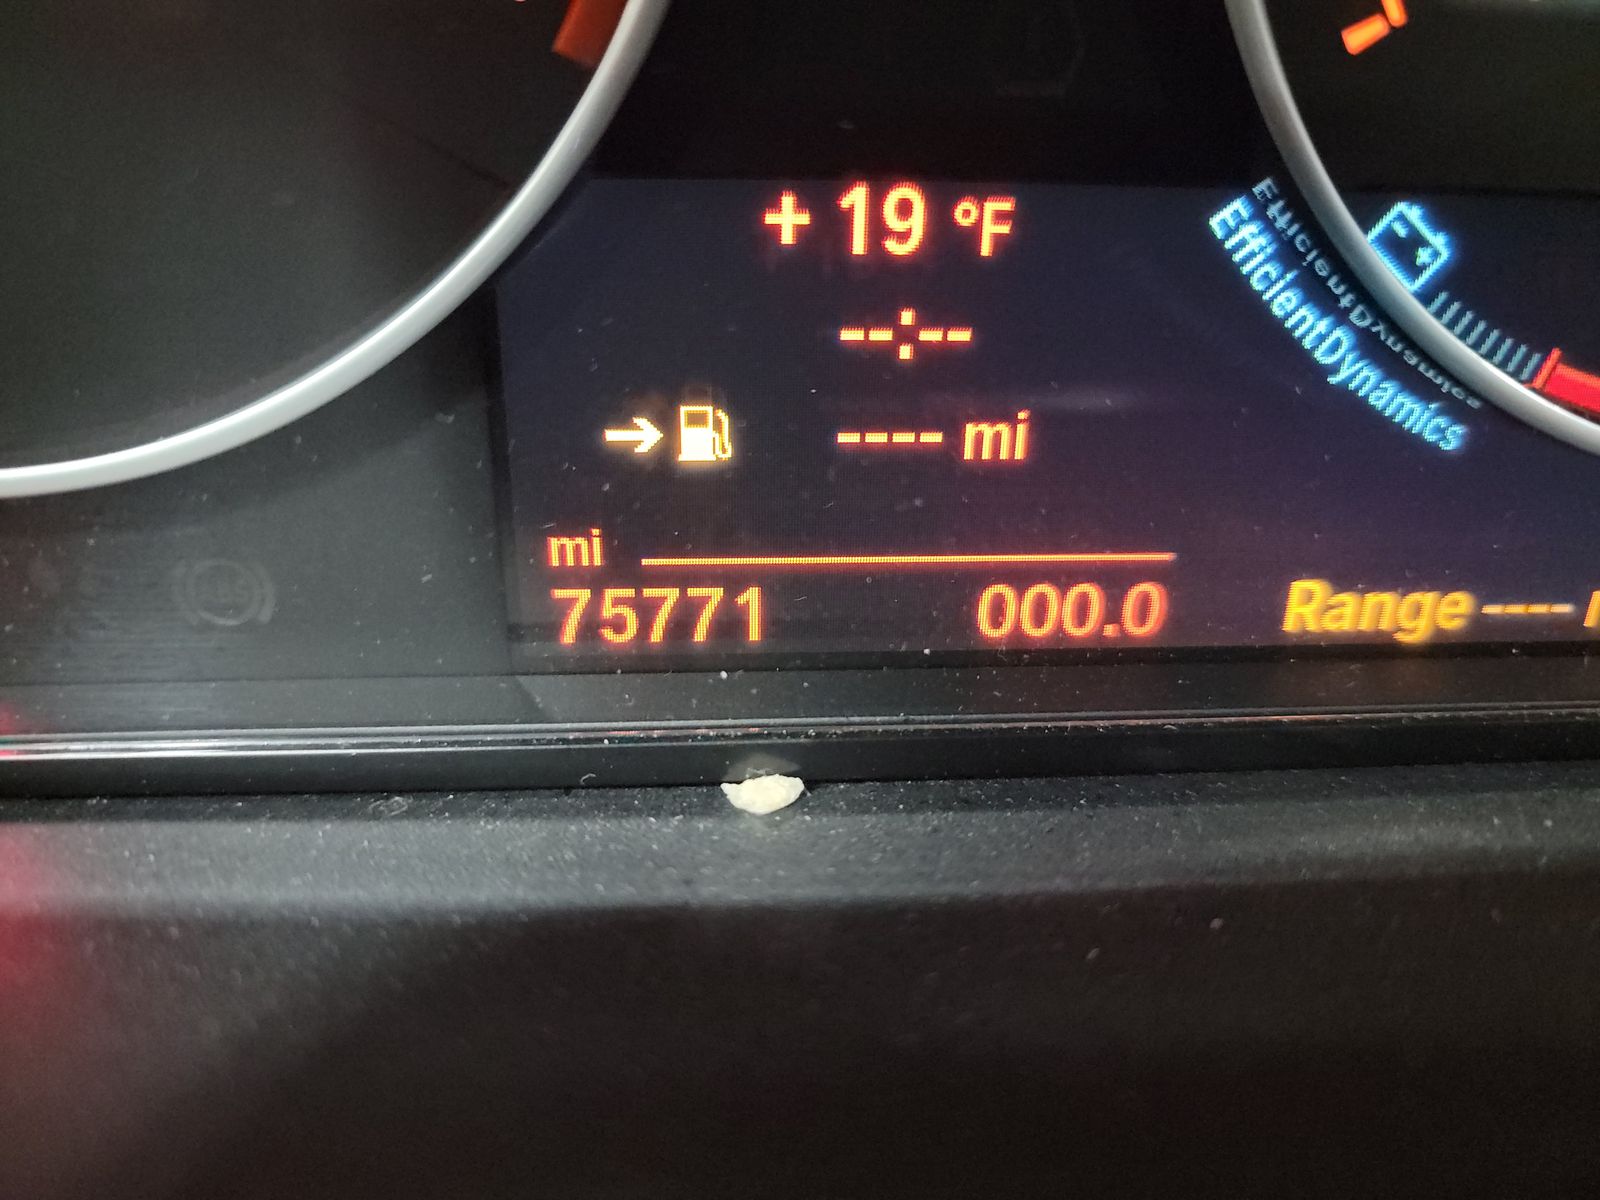 + 19 °F
--:--
---- mi
mi
75771 000.0
Range ----
EfficientDynamics